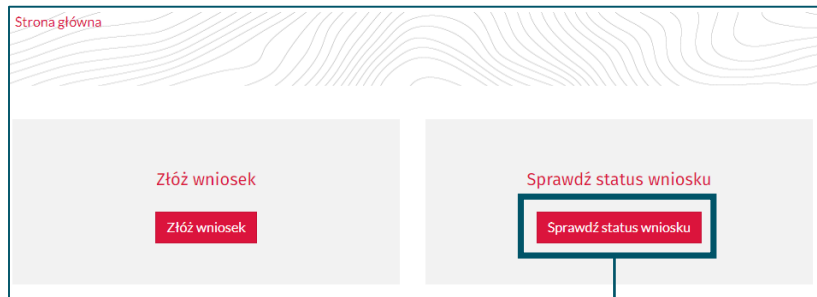 Strona główna
Złóż wniosek
Złóż wniosek
Sprawdź status wniosku
Sprawdź status wniosku